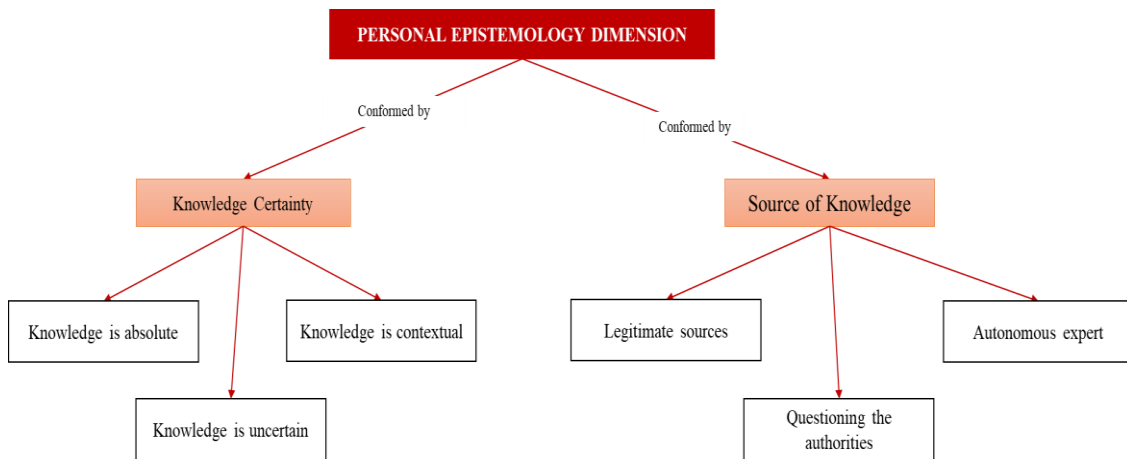 PERSONAL EPISTEMOLOGY DIMENSION
Conformed by
Conformed by
Knowledge Certainty
Source of Knowledge
Knowledge is absolute
Knowledge is contextual
Legitimate sources
Autonomous expert
Knowledge is uncertain
Questioning the
authorities